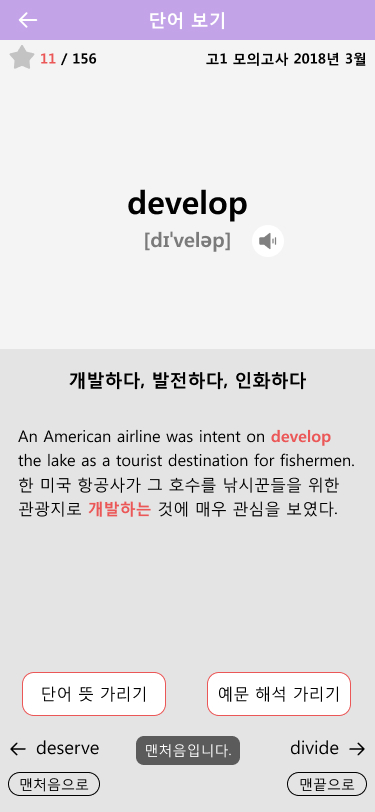 ← 단어 보기
11 / 156 고1 모의고사 2018년 3월
develop
[dɪˈveləp]
개발하다, 발전하다, 인화하다
An American airline was intent on develop
the lake as a tourist destination for fishermen.
한 미국 항공사가 그 호수를 낚시꾼들을 위한
관광지로 개발하는 것에 매우 관심을 보였다.
단어 뜻 가리기 예문 해석 가리기
← deserve 맨처음입니다. divide →
맨처음으로 맨끝으로